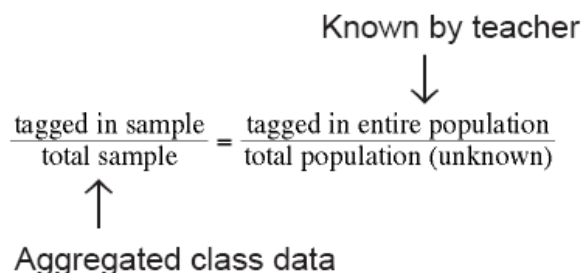 Known by teacher
tagged in sample = tagged in entire population
total sample total population (unknown)
Aggregated class data